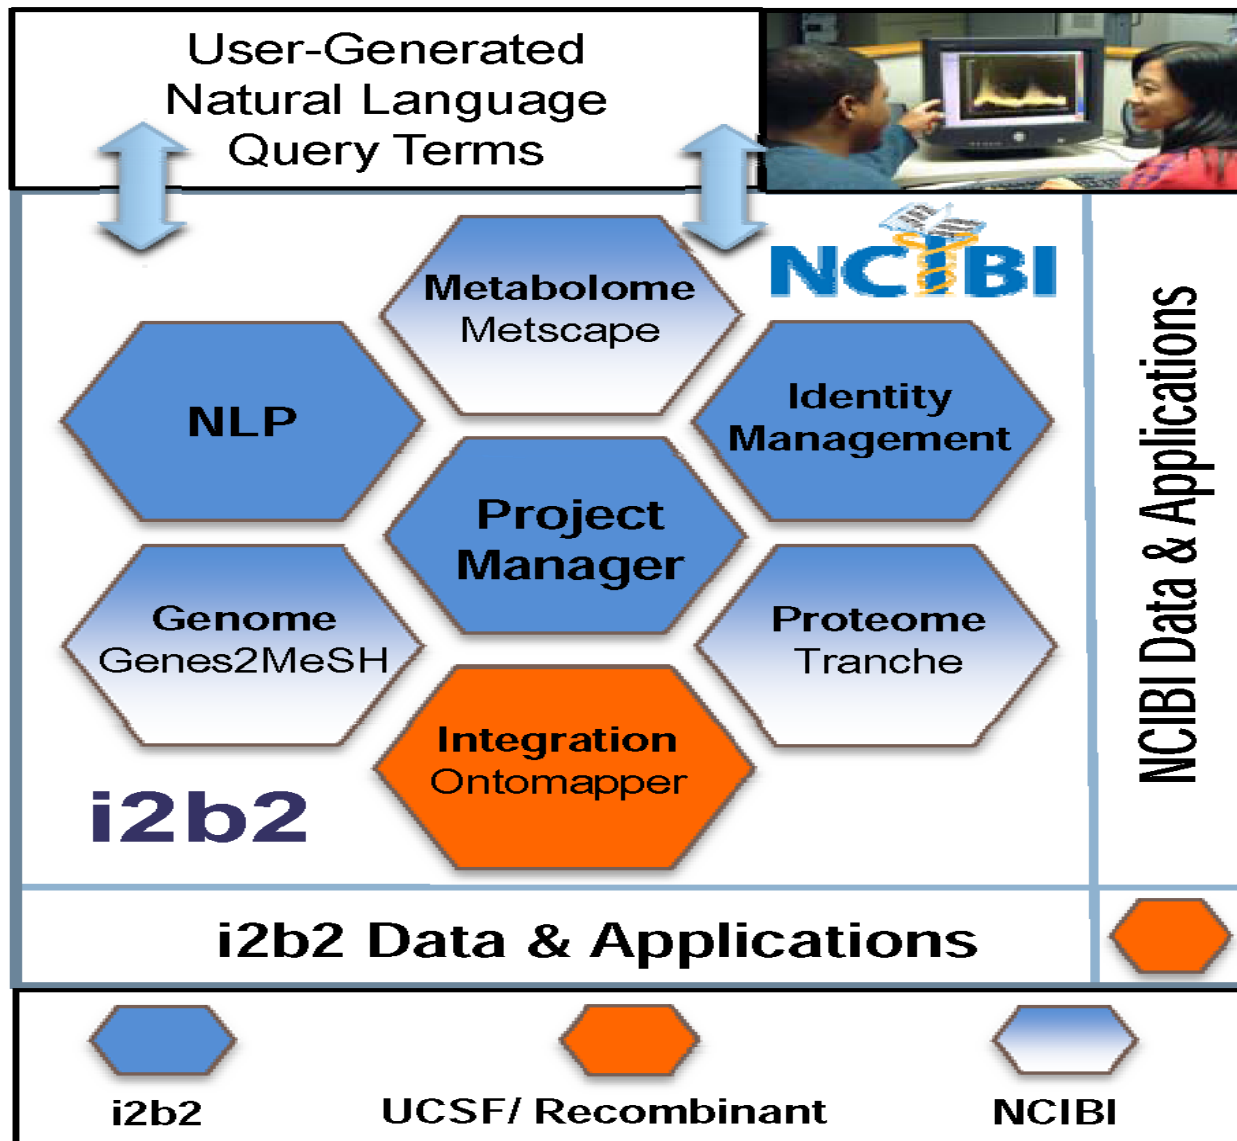 User-Generated
Natural Language
Query Terms
NCIBI
Metabolome
Metscape
NLP
Identity
Management
Project
Manager
Genome
Genes2MeSH
Proteome
Tranche
Integration
Ontomapper
i2b2
NCIBI Data & Applications
i2b2 Data & Applications
i2b2
UCSF/ Recombinant
NCIBI